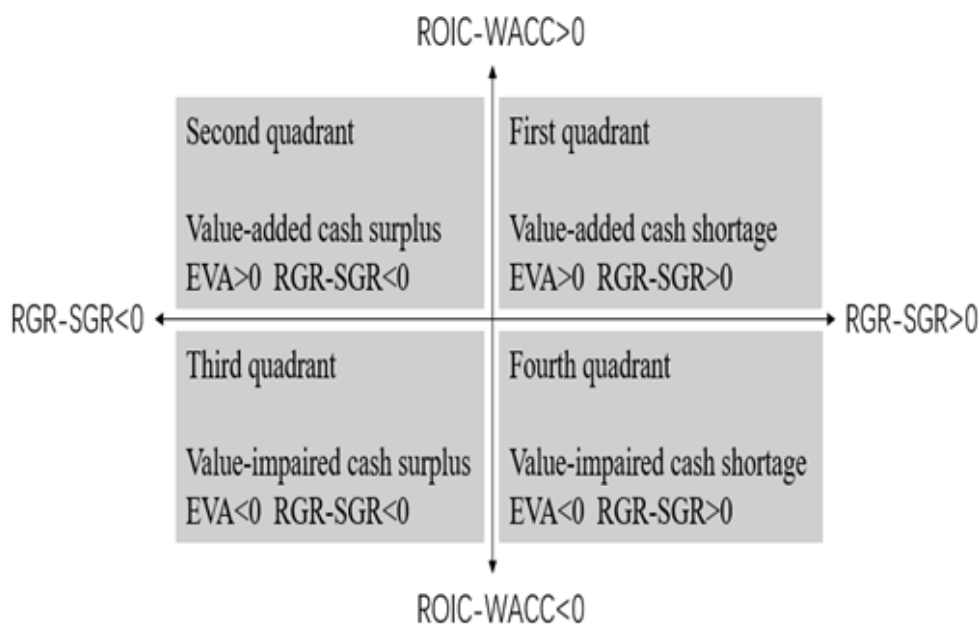 ROIC-WACC>0
Second quadrant
Value-added cash surplus
EVA>0 RGR-SGR<0
First quadrant
Value-added cash shortage
EVA>0 RGR-SGR>0
RGR-SGR<0
RGR-SGR>0
Third quadrant
Value-impaired cash surplus
EVA<0 RGR-SGR<0
Fourth quadrant
Value-impaired cash shortage
EVA<0 RGR-SGR>0
ROIC-WACC<0